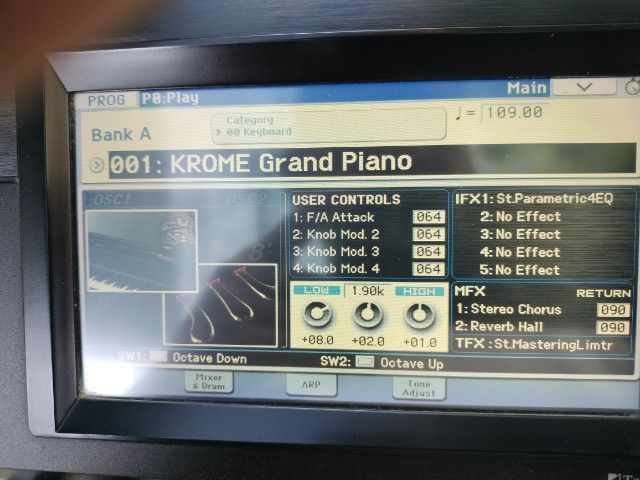 PROG P0:Play Main
Category
Bank A 00 Keyboard ♩= 109.00
001: KROME Grand Piano
OSC1 OSC2
USER CONTROLS
1: F/A Attack 064
2: Knob Mod. 2 064
3: Knob Mod. 3 064
4: Knob Mod. 4 064
LOW 1.90k HIGH
+08.0 +02.0 +01.0
IFX1: St.Parametric4EQ
2: No Effect
3: No Effect
4: No Effect
5: No Effect
MFX RETURN
1: Stereo Chorus 090
2: Reverb Hall 090
TFX: St.MasteringLimtr
SW1: Octave Down SW2: Octave Up
Mixer
& Drum
ARP
Tone
Adjust